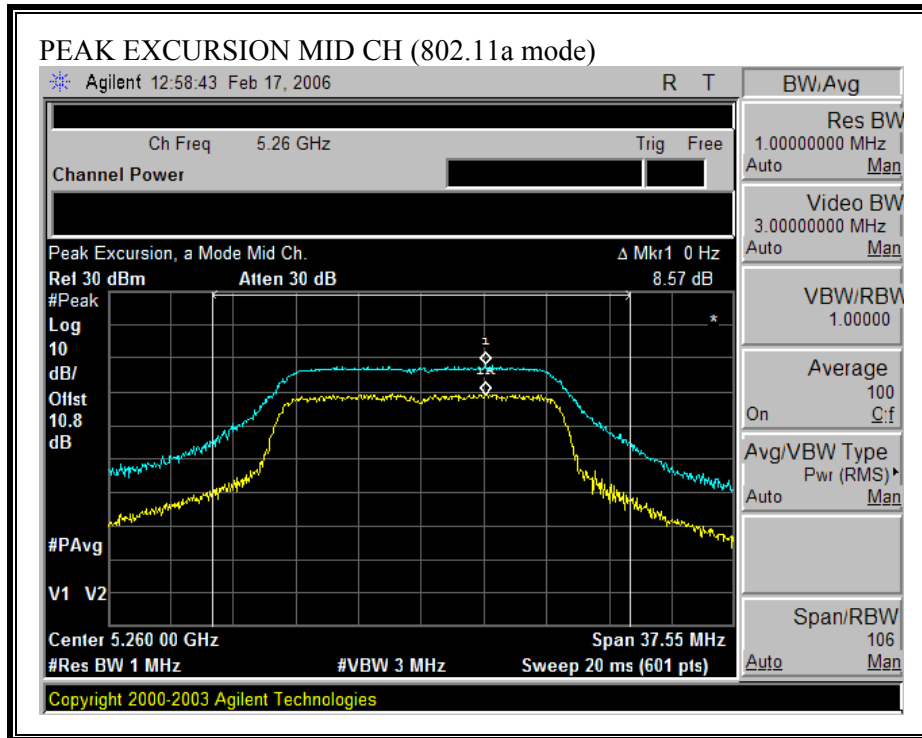 PEAK EXCURSION MID CH (802.11a mode)
Agilent 12:58:43 Feb 17, 2006 R T
BW/Avg
Ch Freq 5.26 GHz Trig Free
Channel Power
Res BW
1.00000000 MHz
Auto Man
Video BW
3.00000000 MHz
Auto Man
VBW/RBW
1.00000
Average
100
On Off
Avg/VBW Type
Pwr (RMS)
Auto Man
Span/RBW
106
Auto Man
Peak Excursion, a Mode Mid Ch. Δ Mkr1 0 Hz
Ref 30 dBm Atten 30 dB 8.57 dB
#Peak
Log
10
dB/
Offst
10.8
dB
*
1
1R
#PAvg
V1 V2
Center 5.260 00 GHz Span 37.55 MHz
#Res BW 1 MHz #VBW 3 MHz Sweep 20 ms (601 pts)
Copyright 2000-2003 Agilent Technologies